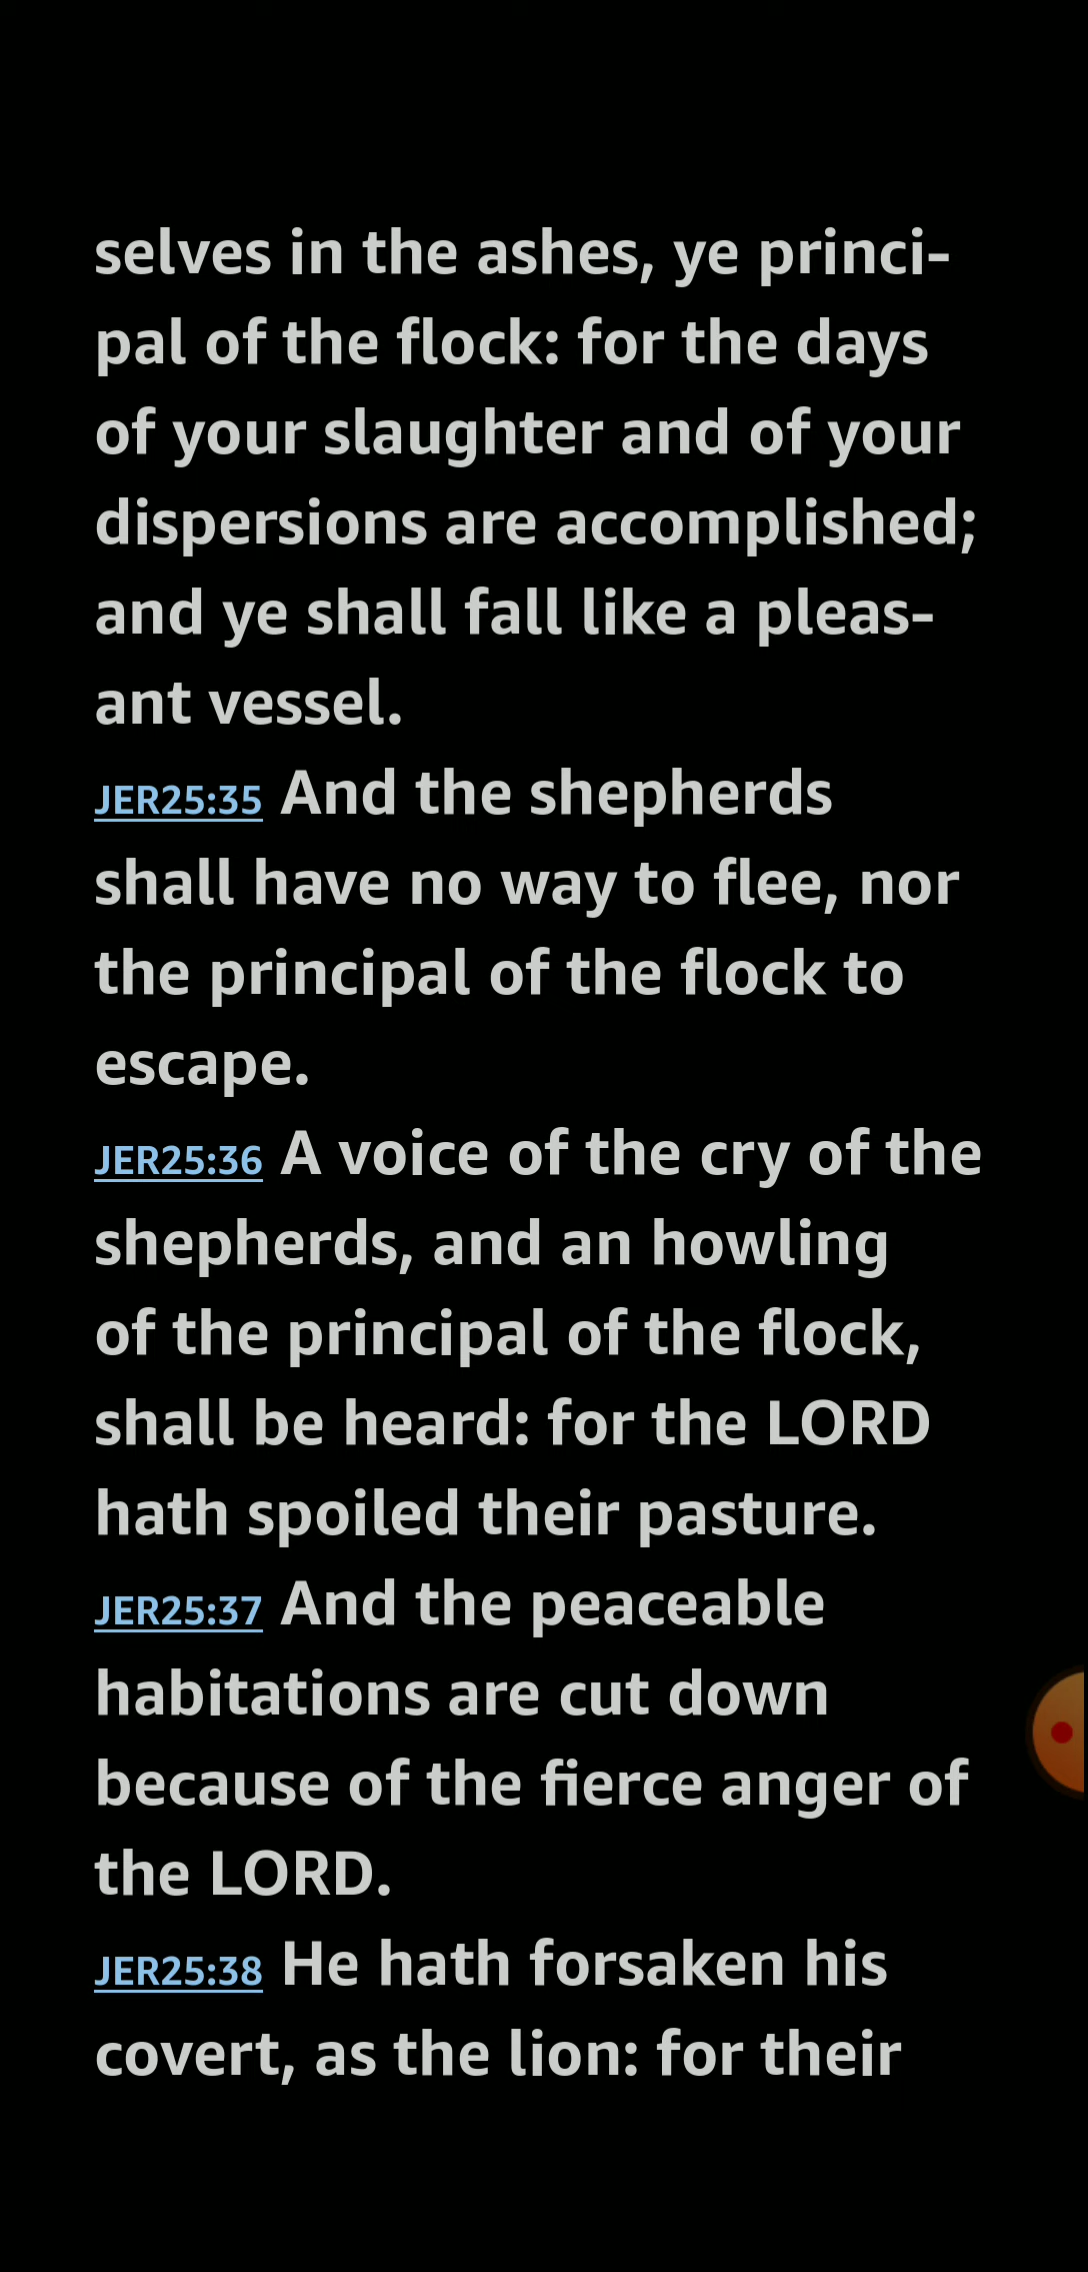 selves in the ashes, ye princi-
pal of the flock: for the days
of your slaughter and of your
dispersions are accomplished;
and ye shall fall like a pleas-
ant vessel.
JER25:35 And the shepherds
shall have no way to flee, nor
the principal of the flock to
escape.
JER25:36 A voice of the cry of the
shepherds, and an howling
of the principal of the flock,
shall be heard: for the LORD
hath spoiled their pasture.
JER25:37 And the peaceable
habitations are cut down
because of the fierce anger of
the LORD.
JER25:38 He hath forsaken his
covert, as the lion: for their